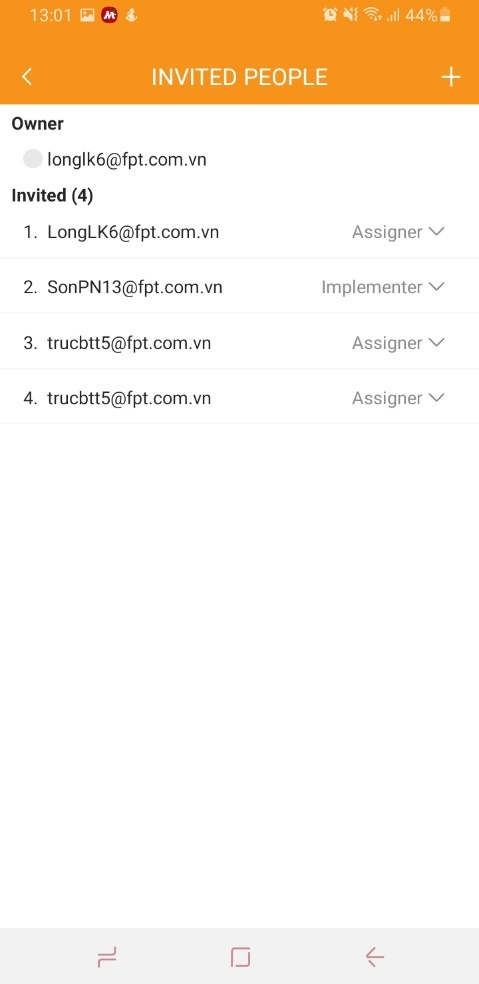 13:01 44%
INVITED PEOPLE
Owner
longlk6@fpt.com.vn
Invited (4)
1. LongLK6@fpt.com.vn Assigner
2. SonPN13@fpt.com.vn Implementer
3. trucbtt5@fpt.com.vn Assigner
4. trucbtt5@fpt.com.vn Assigner